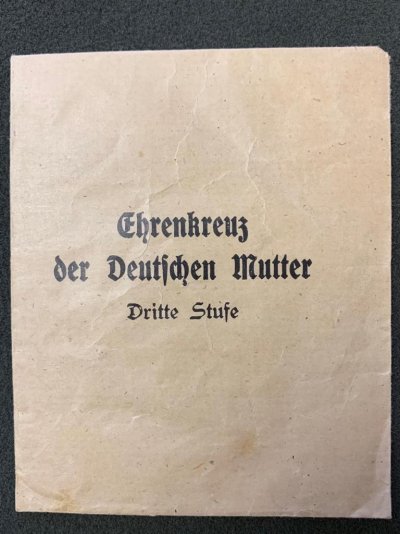 Ehrenkreuz
der Deutschen Mutter
Dritte Stufe